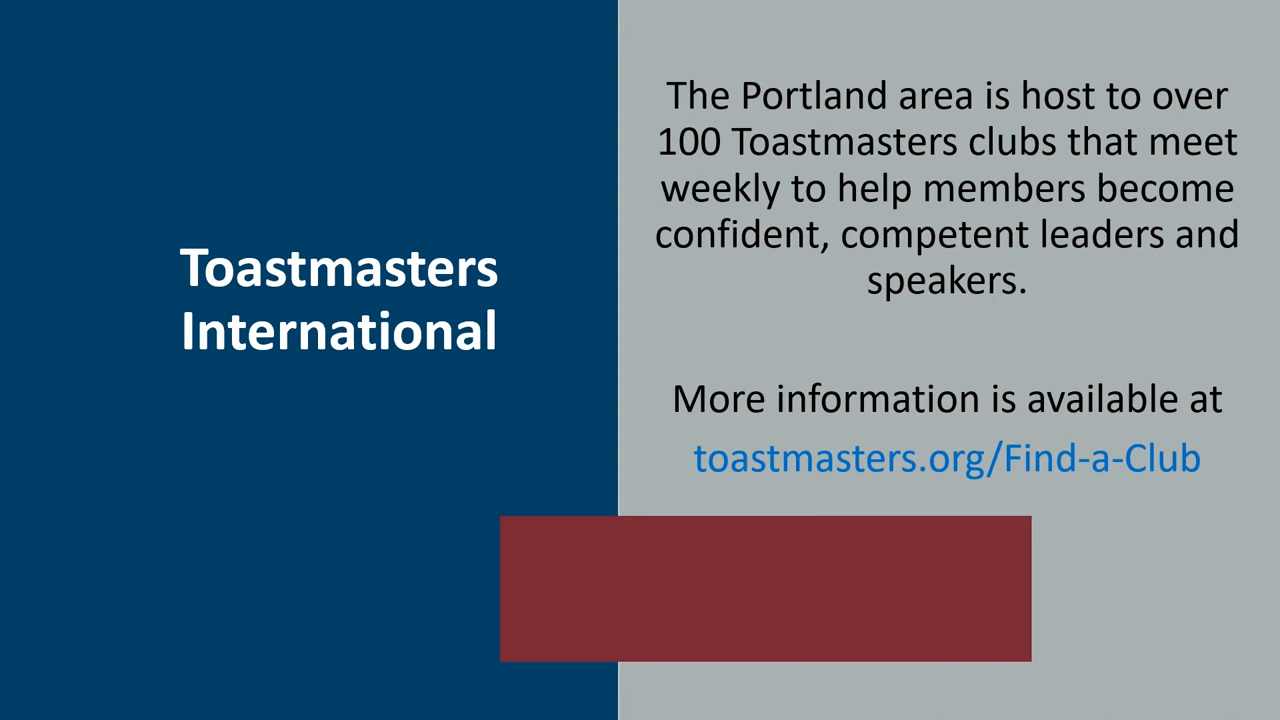 Toastmasters
International
The Portland area is host to over
100 Toastmasters clubs that meet
weekly to help members become
confident, competent leaders and
speakers.
More information is available at
toastmasters.org/Find-a-Club